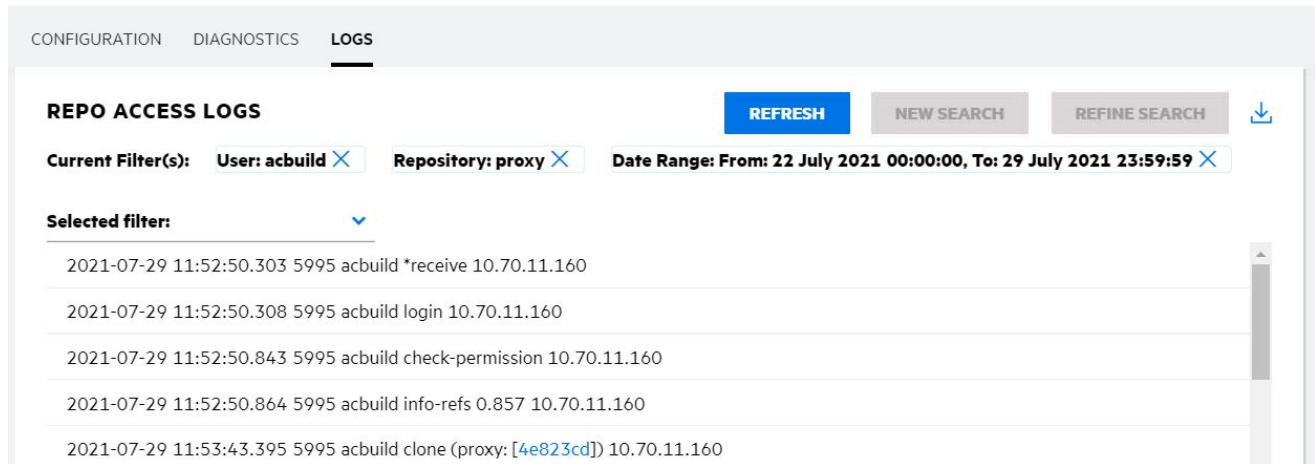 CONFIGURATION DIAGNOSTICS LOGS
REPO ACCESS LOGS REFRESH NEW SEARCH REFINE SEARCH
Current Filter(s): User: acbuild Repository: proxy Date Range: From: 22 July 2021 00:00:00, To: 29 July 2021 23:59:59
Selected filter:
2021-07-29 11:52:50.303 5995 acbuild *receive 10.70.11.160
2021-07-29 11:52:50.308 5995 acbuild login 10.70.11.160
2021-07-29 11:52:50.843 5995 acbuild check-permission 10.70.11.160
2021-07-29 11:52:50.864 5995 acbuild info-refs 0.857 10.70.11.160
2021-07-29 11:53:43.395 5995 acbuild clone (proxy: [4e823cd]) 10.70.11.160